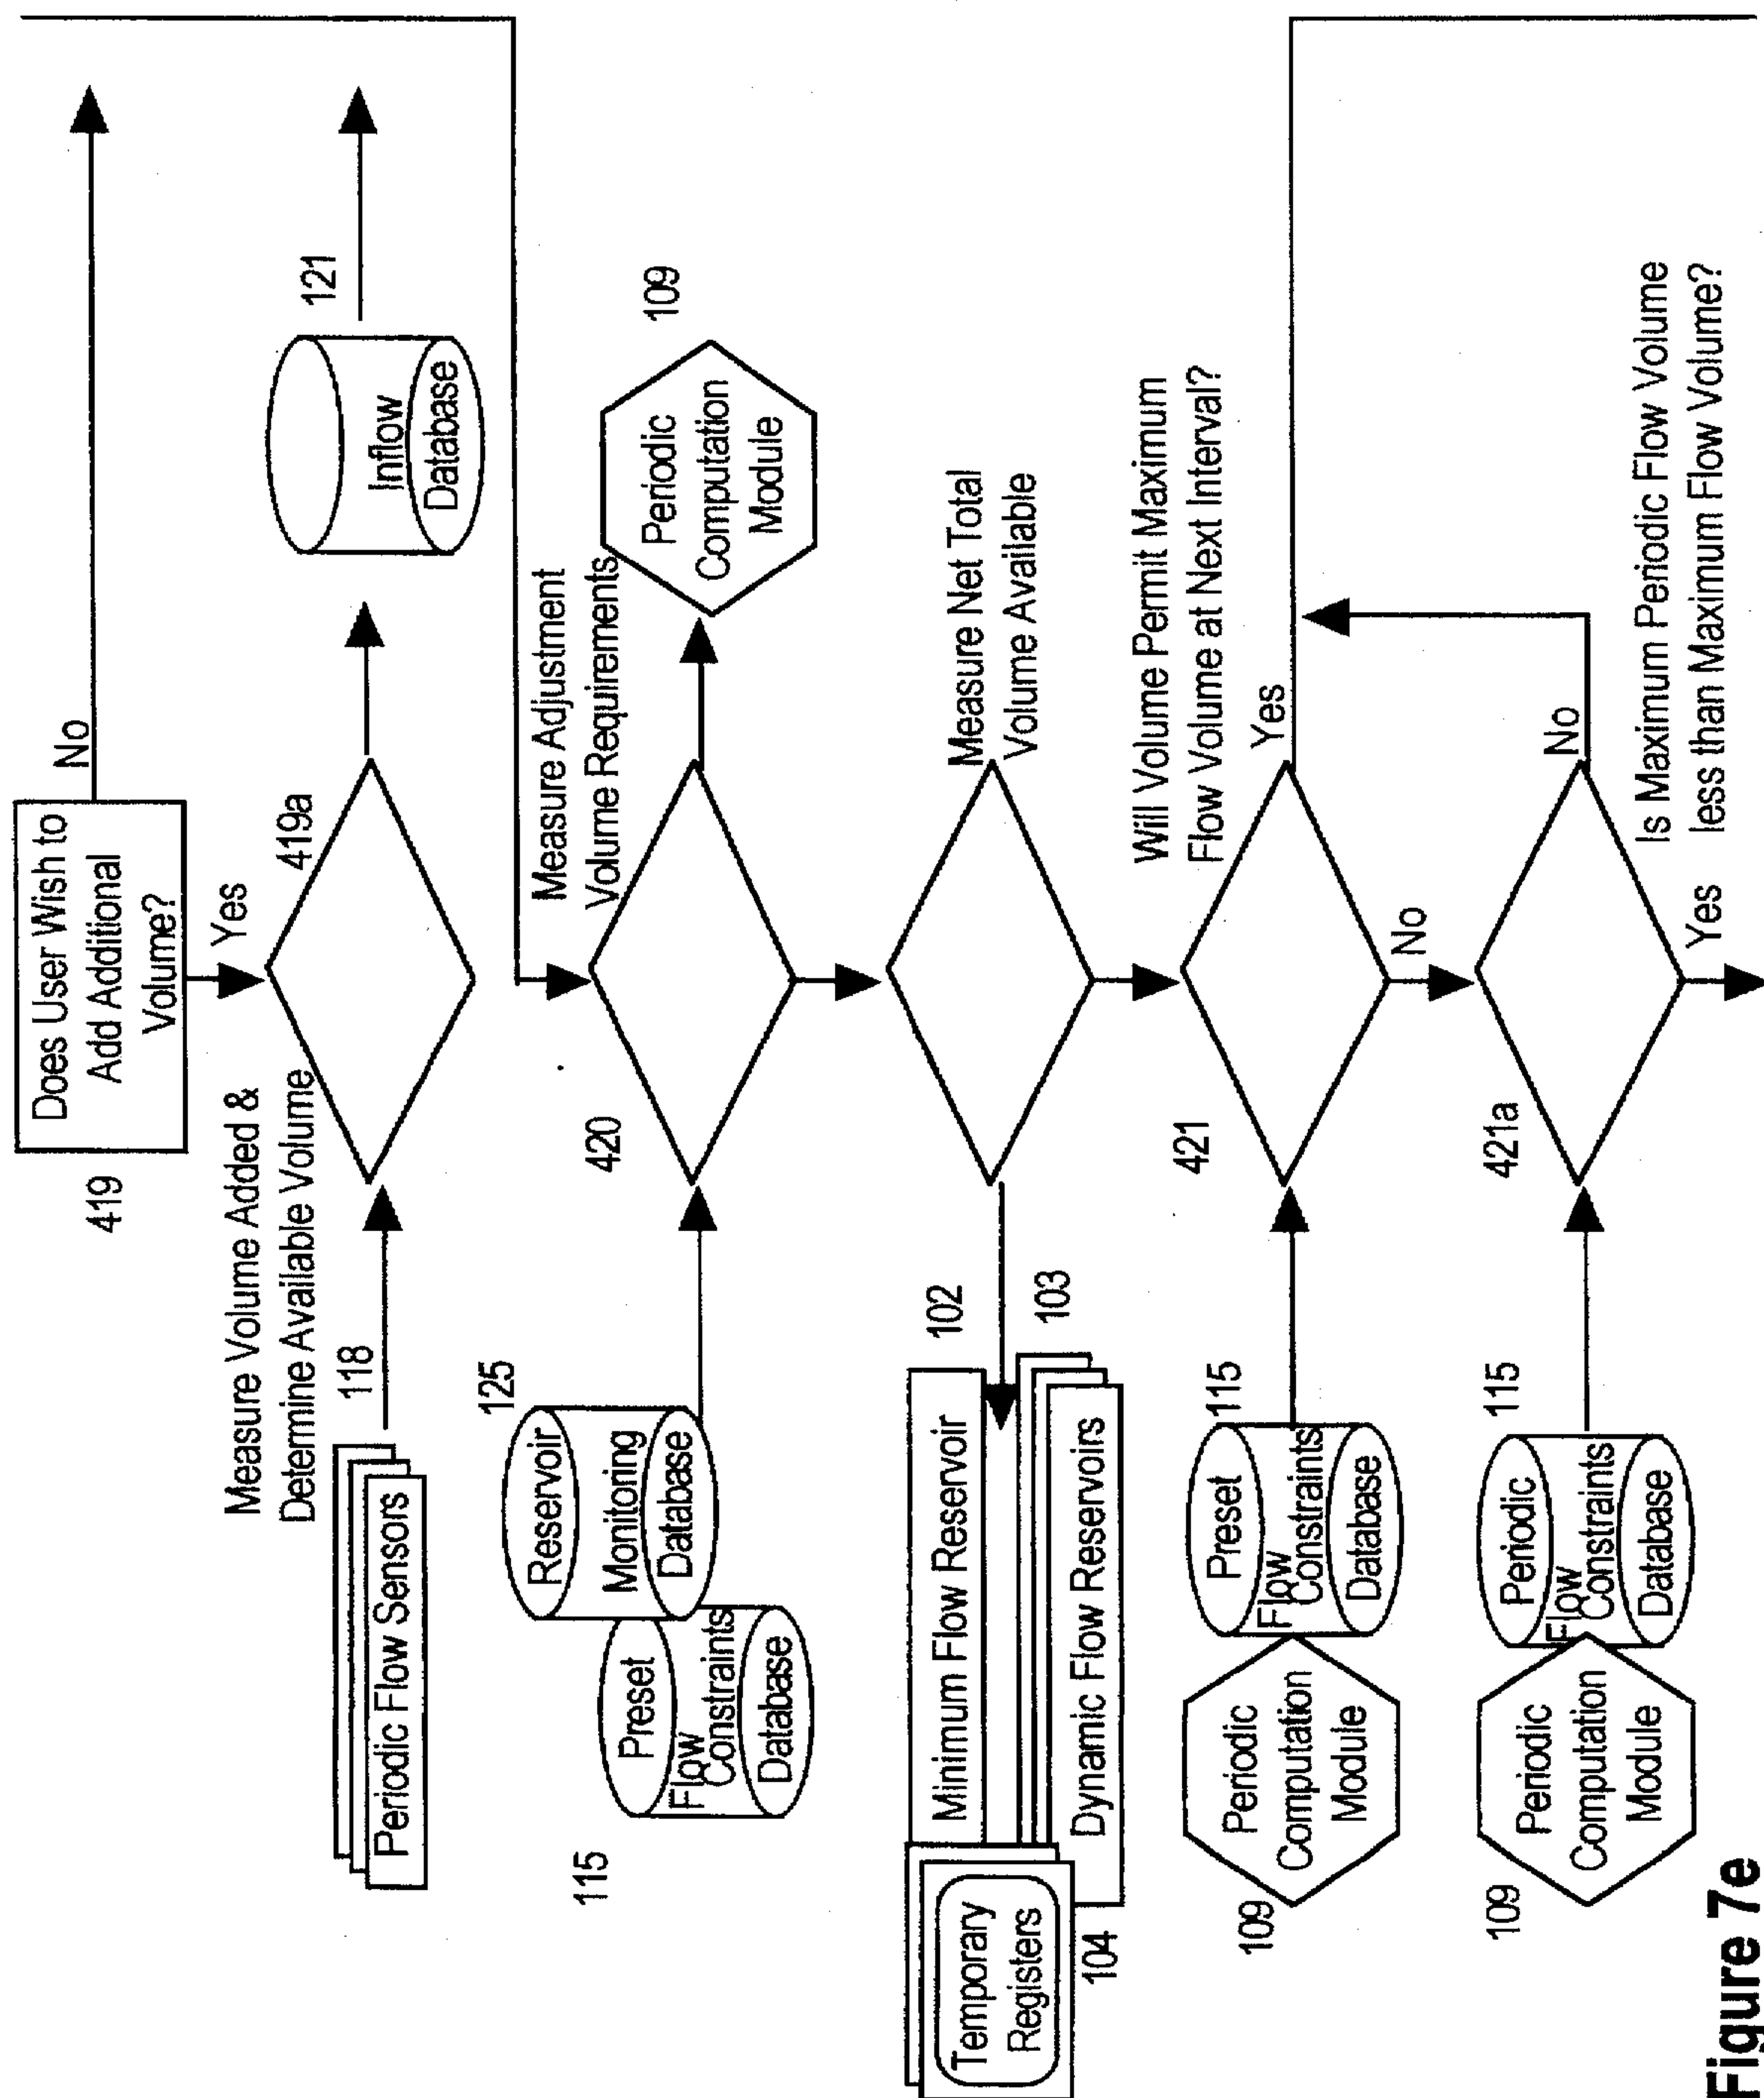 419
Does User Wish to
Add Additional
Volume?
No
Yes
Measure Volume Added &
Determine Available Volume
419a
118
Periodic Flow Sensors
121
Inflow
Database
Measure Adjustment
Volume Requirements
420
125
Reservoir
Monitoring
Database
115
Preset
Flow
Constraints
Database
109
Periodic
Computation
Module
Measure Net Total
Volume Available
102
Minimum Flow Reservoir
103
Dynamic Flow Reservoirs
Temporary
Registers
104
Will Volume Permit Maximum
Flow Volume at Next Interval?
421
Yes
No
115
Preset
Flow
Constraints
Database
109
Periodic
Computation
Module
421a
No
Is Maximum Periodic Flow Volume
less than Maximum Flow Volume?
Yes
115
Periodic
Flow
Constraints
Database
109
Periodic
Computation
Module
Figure 7e